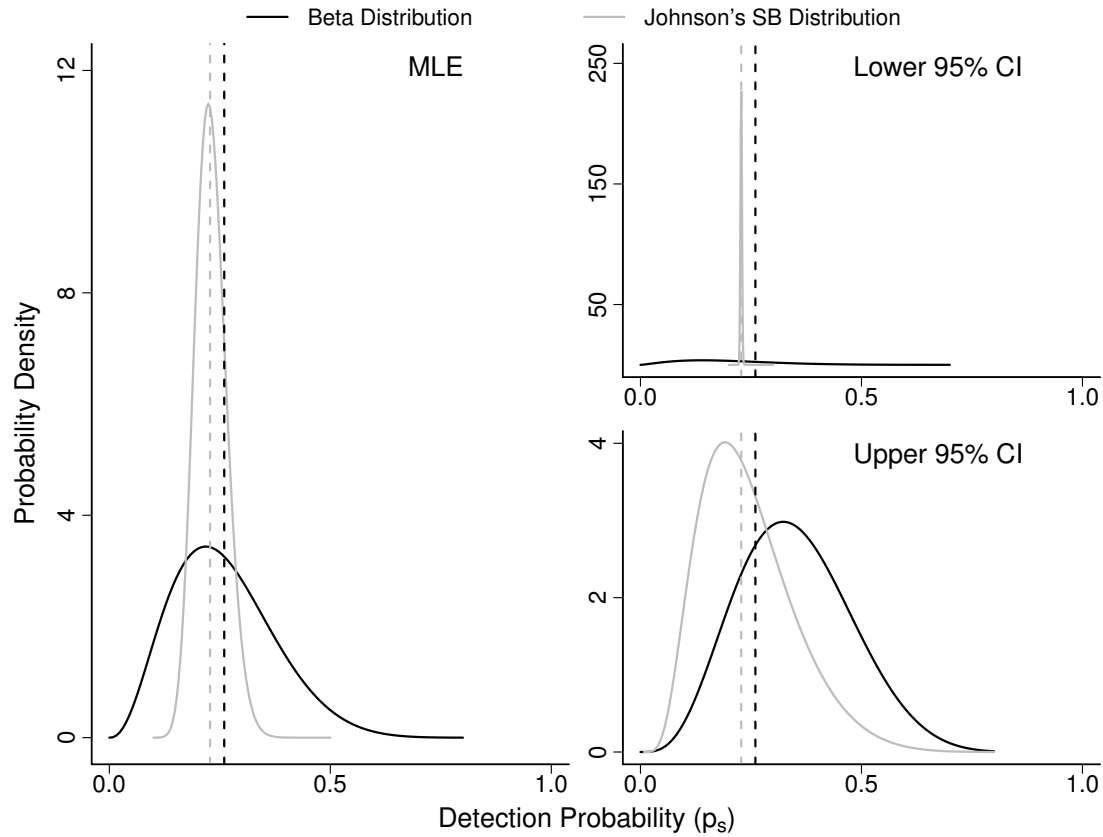 Beta Distribution
Johnson's SB Distribution
MLE
12
8
4
0
0.0
0.5
1.0
Lower 95% CI
250
150
50
0.0
0.5
1.0
Upper 95% CI
4
2
0
0.0
0.5
1.0
Probability Density
Detection Probability (pₛ)